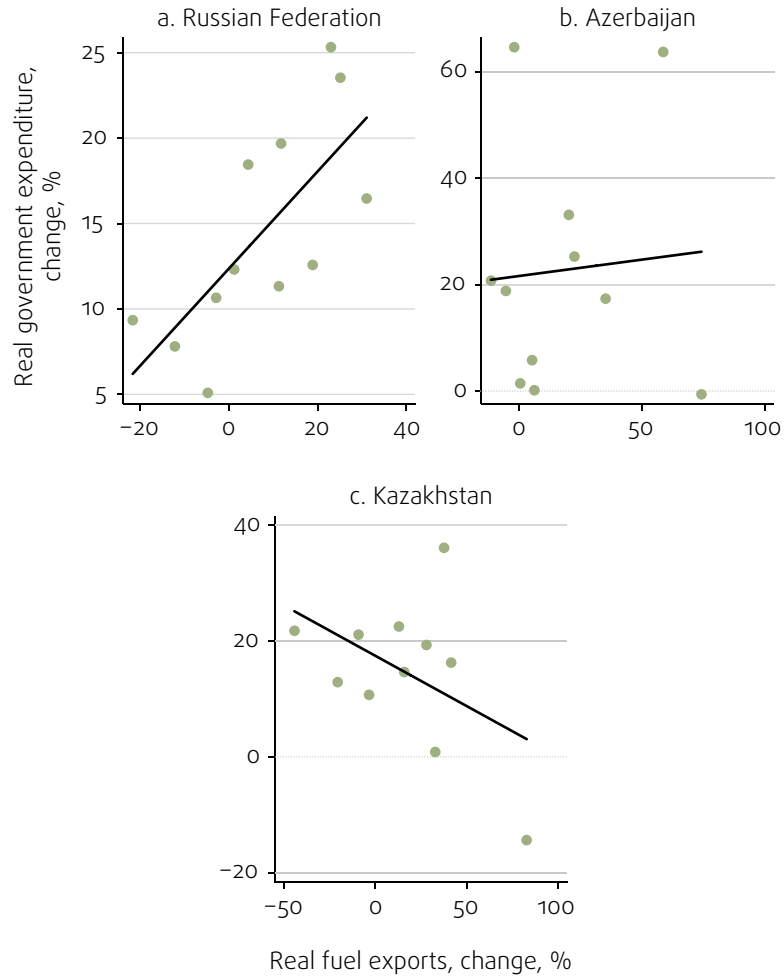 a. Russian Federation
b. Azerbaijan
Real government expenditure,
change, %
25
20
15
10
5
−20 0 20 40
60
40
20
0
0 50 100
c. Kazakhstan
40
20
0
−20
−50 0 50 100
Real fuel exports, change, %